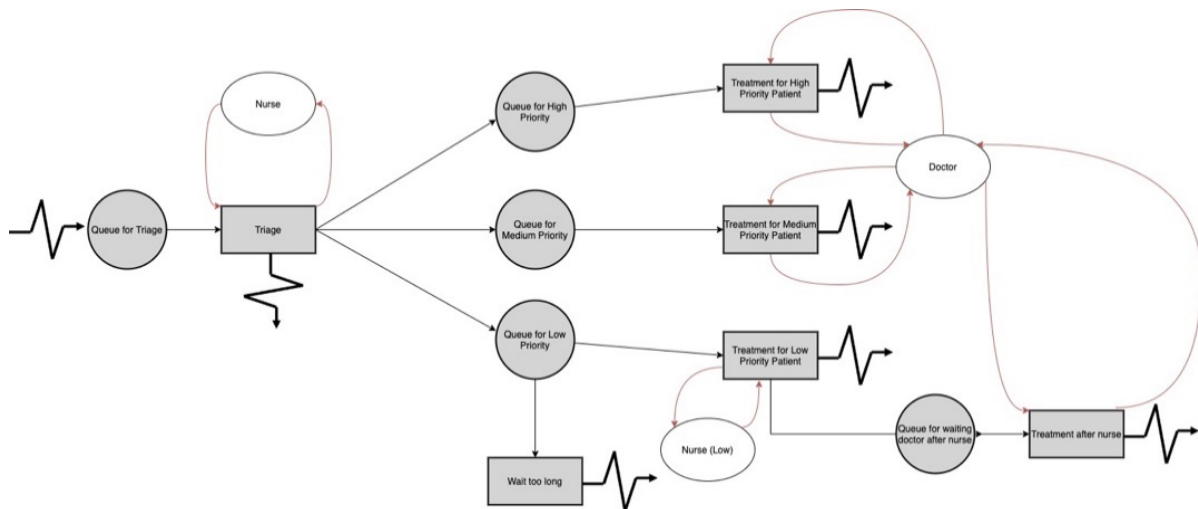 Nurse
Queue for Triage
Triage
Queue for High
Priority
Queue for
Medium Priority
Queue for Low
Priority
Wait too long
Treatment for High
Priority Patient
Treatment for Medium
Priority Patient
Treatment for Low
Priority Patient
Nurse (Low)
Doctor
Queue for waiting
doctor after nurse
Treatment after nurse